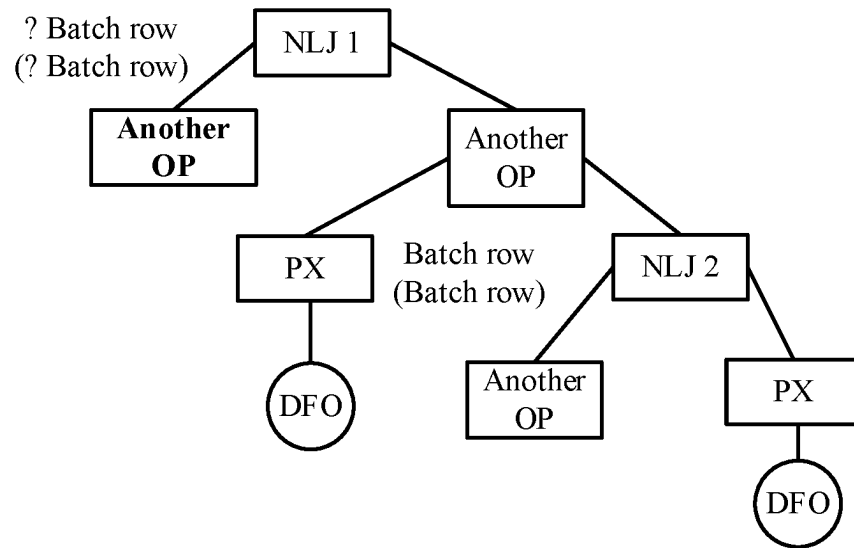 ? Batch row
(? Batch row)
NLJ 1
Another
OP
Another
OP
PX
Batch row
(Batch row)
NLJ 2
DFO
Another
OP
PX
DFO